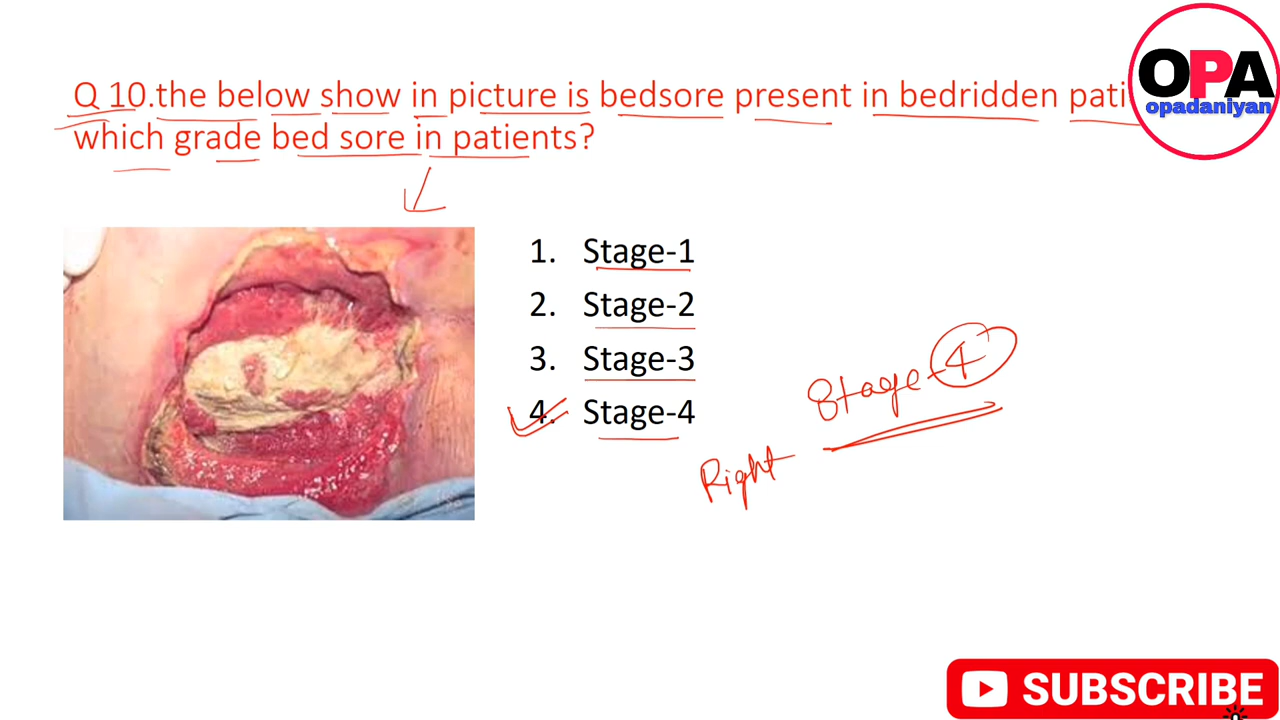 Q 10.the below show in picture is bedsore present in bedridden pati
which grade bed sore in patients?
OPA
opadaniyan
1. Stage-1
2. Stage-2
3. Stage-3
4. Stage-4
Stage-4
Right
SUBSCRIBE